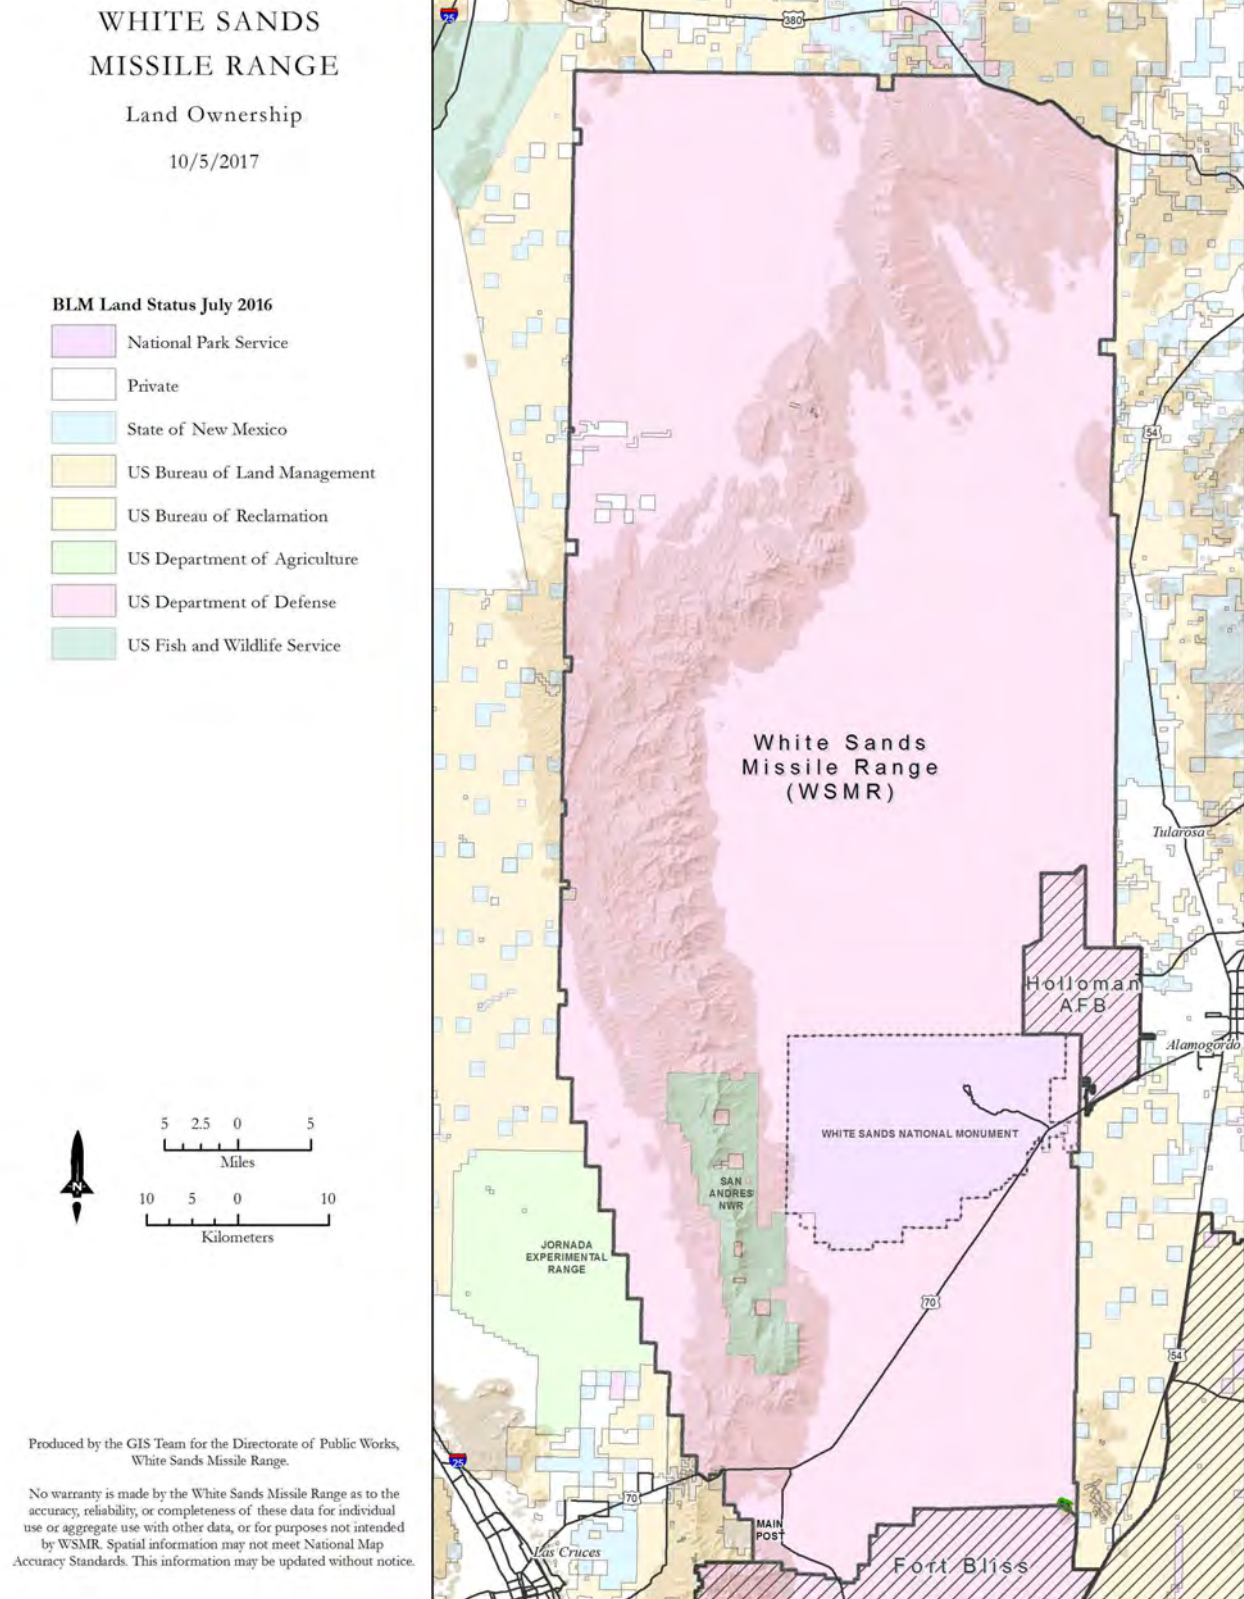 WHITE SANDS
MISSILE RANGE
Land Ownership
10/5/2017
BLM Land Status July 2016
National Park Service
Private
State of New Mexico
US Bureau of Land Management
US Bureau of Reclamation
US Department of Agriculture
US Department of Defense
US Fish and Wildlife Service
5 2.5 0 5
Miles
N
10 5 0 10
Kilometers
Produced by the GIS Team for the Directorate of Public Works,
White Sands Missile Range.
No warranty is made by the White Sands Missile Range as to the
accuracy, reliability, or completeness of these data for individual
use or aggregate use with other data, or for purposes not intended
by WSMR. Spatial information may not meet National Map
Accuracy Standards. This information may be updated without notice.
25
380
54
White Sands
Missile Range
(WSMR)
Tularosa
Holloman
AFB
Alamogordo
WHITE SANDS NATIONAL MONUMENT
SAN
ANDRES
NWR
JORNADA
EXPERIMENTAL
RANGE
70
54
25
70
MAIN
POST
Las Cruces
Fort Bliss